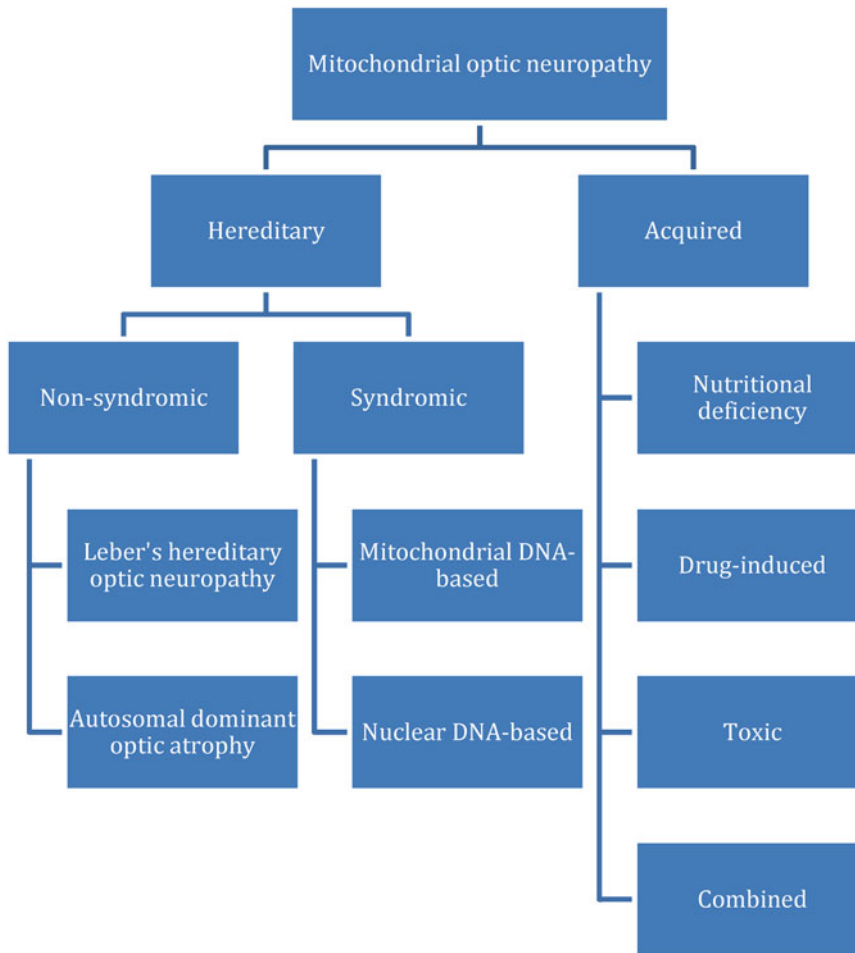 Mitochondrial optic neuropathy
Hereditary
Acquired
Non-syndromic
Syndromic
Nutritional
deficiency
Leber's hereditary
optic neuropathy
Mitochondrial DNA-
based
Drug-induced
Autosomal dominant
optic atrophy
Nuclear DNA-based
Toxic
Combined